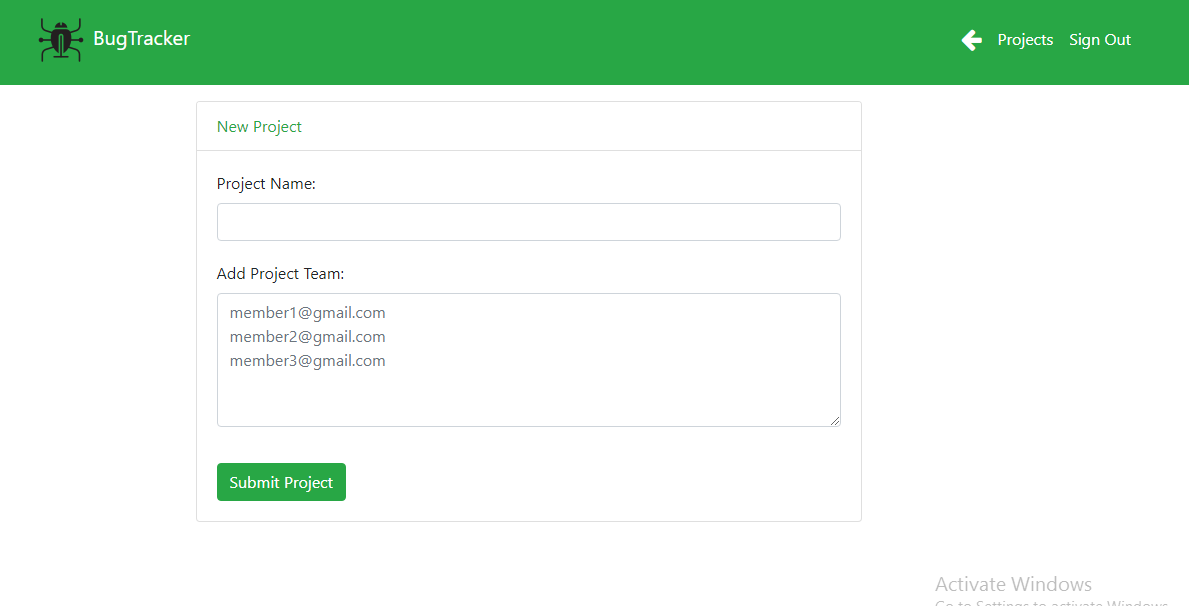 BugTracker
Projects
Sign Out
New Project
Project Name:
Add Project Team:
member1@gmail.com
member2@gmail.com
member3@gmail.com
Submit Project
Activate Windows
Go to Settings to activate Windows.